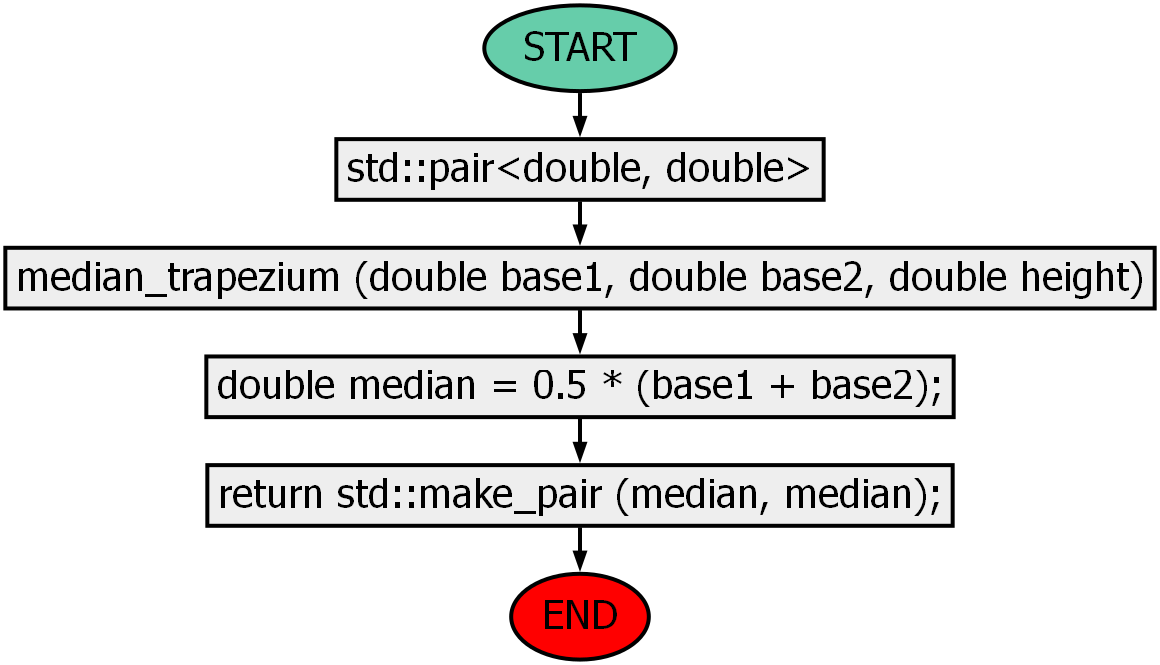 START
std::pair<double, double>
median_trapezium (double base1, double base2, double height)
double median = 0.5 * (base1 + base2);
return std::make_pair (median, median);
END